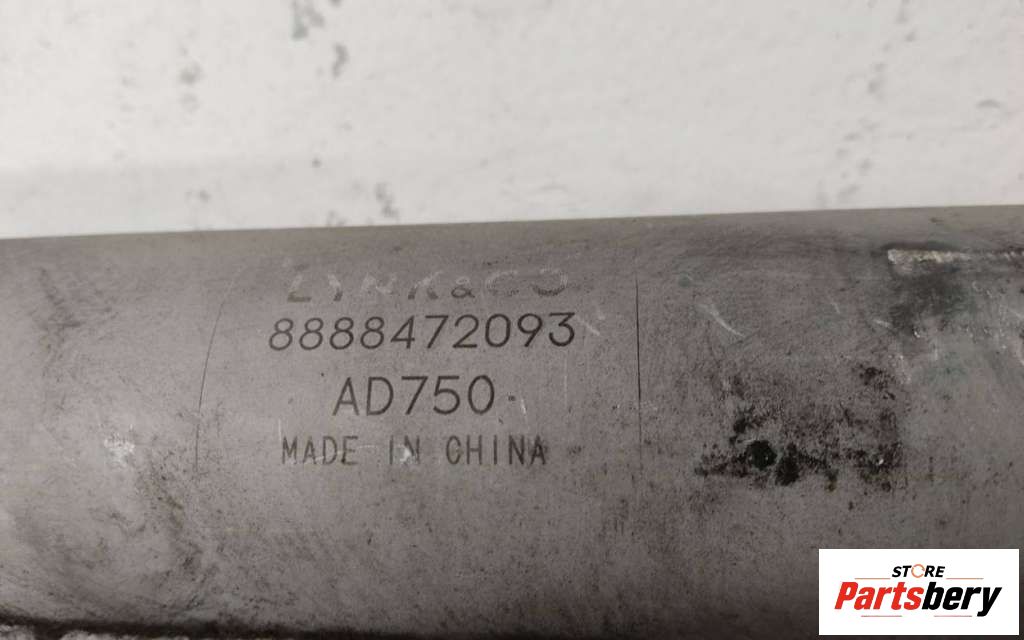 LYNK&CO
8888472093
AD750
MADE IN CHINA
STORE
Partsbery